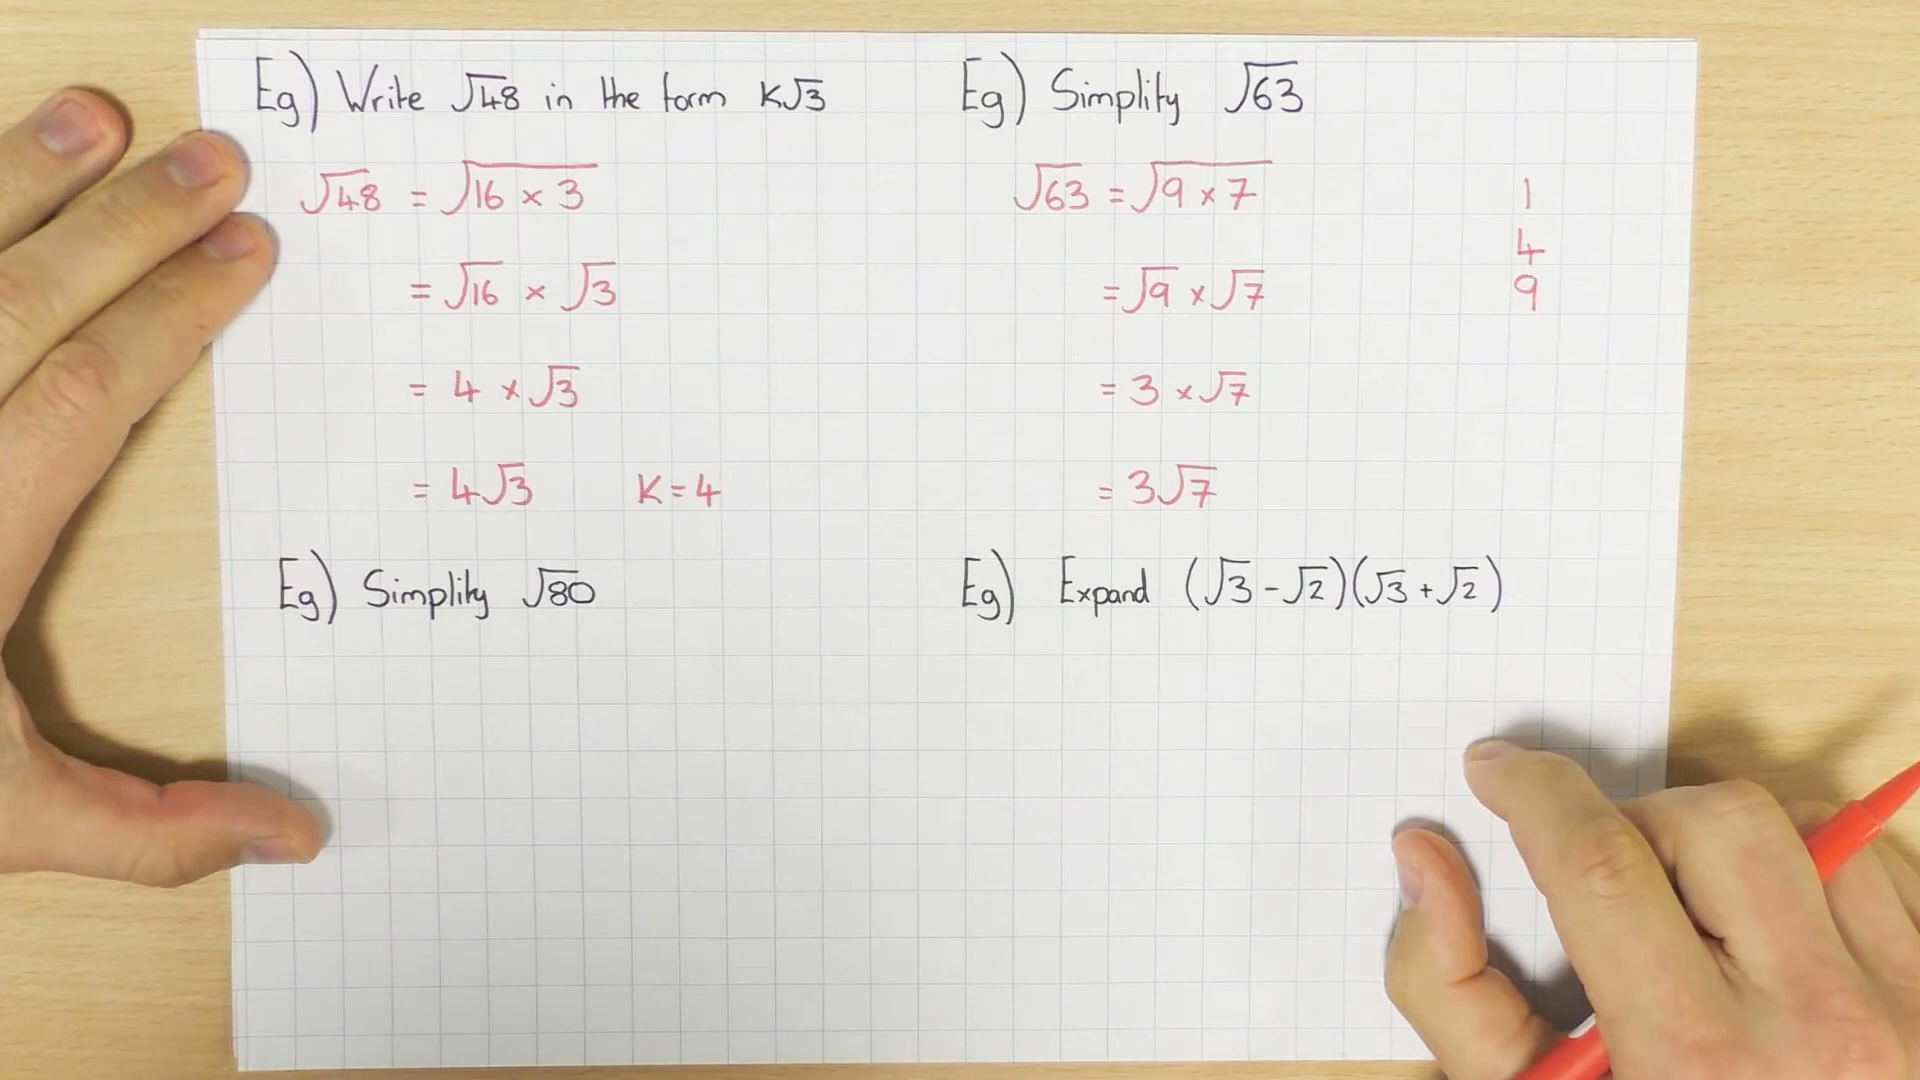 Eg) Write √48 in the form K√3
√48 = √16 × 3
= √16 × √3
= 4 × √3
= 4√3 K = 4
Eg) Simplify √63
√63 = √9 × 7
= √9 × √7
= 3 × √7
= 3√7
1
4
9
Eg) Simplify √80
Eg) Expand (√3 - √2)(√3 + √2)